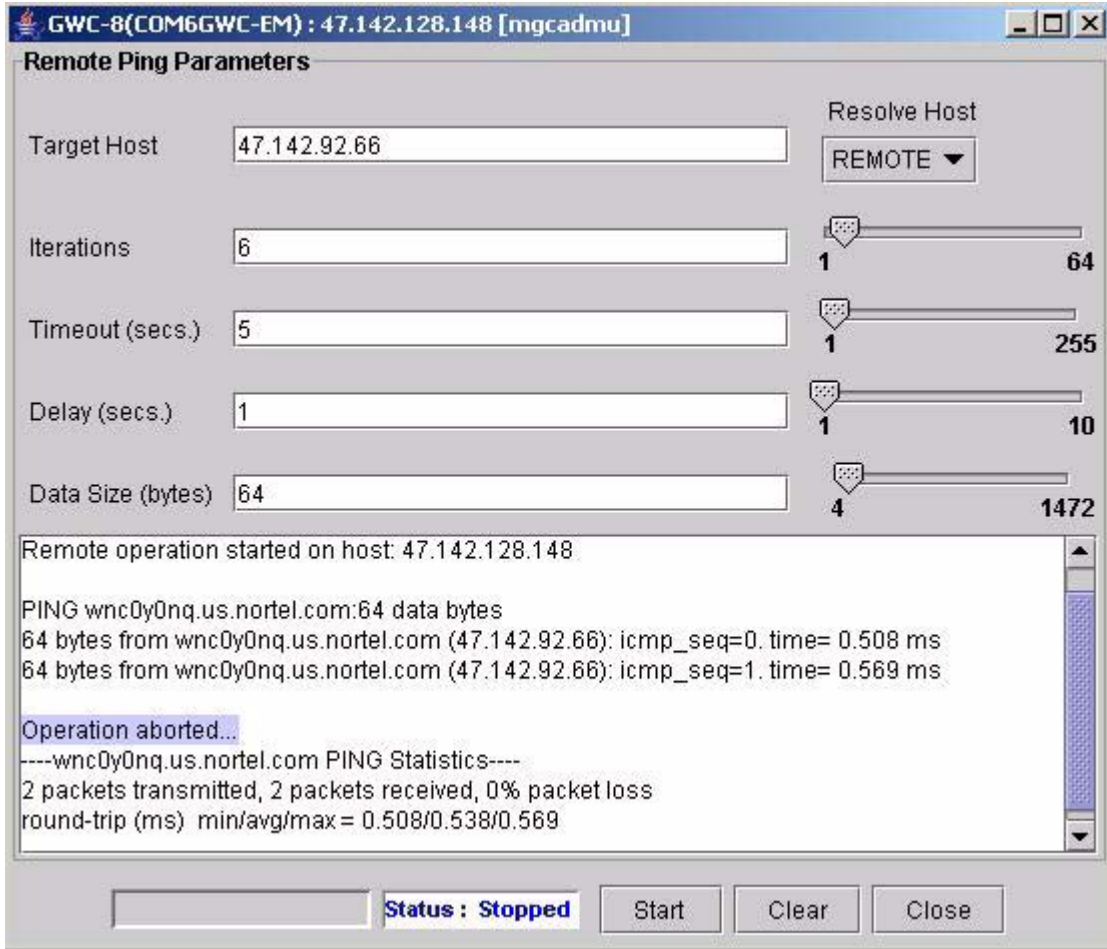 GWC-8(COM6GWC-EM) : 47.142.128.148 [mgcadmu]
Remote Ping Parameters
Resolve Host
Target Host 47.142.92.66 REMOTE
Iterations 6
1 64
Timeout (secs.) 5
1 255
Delay (secs.) 1
1 10
Data Size (bytes) 64
4 1472
Remote operation started on host: 47.142.128.148
PING wnc0y0nq.us.nortel.com:64 data bytes
64 bytes from wnc0y0nq.us.nortel.com (47.142.92.66): icmp_seq=0. time= 0.508 ms
64 bytes from wnc0y0nq.us.nortel.com (47.142.92.66): icmp_seq=1. time= 0.569 ms
Operation aborted...
----wnc0y0nq.us.nortel.com PING Statistics----
2 packets transmitted, 2 packets received, 0% packet loss
round-trip (ms) min/avg/max = 0.508/0.538/0.569
Status : Stopped Start Clear Close